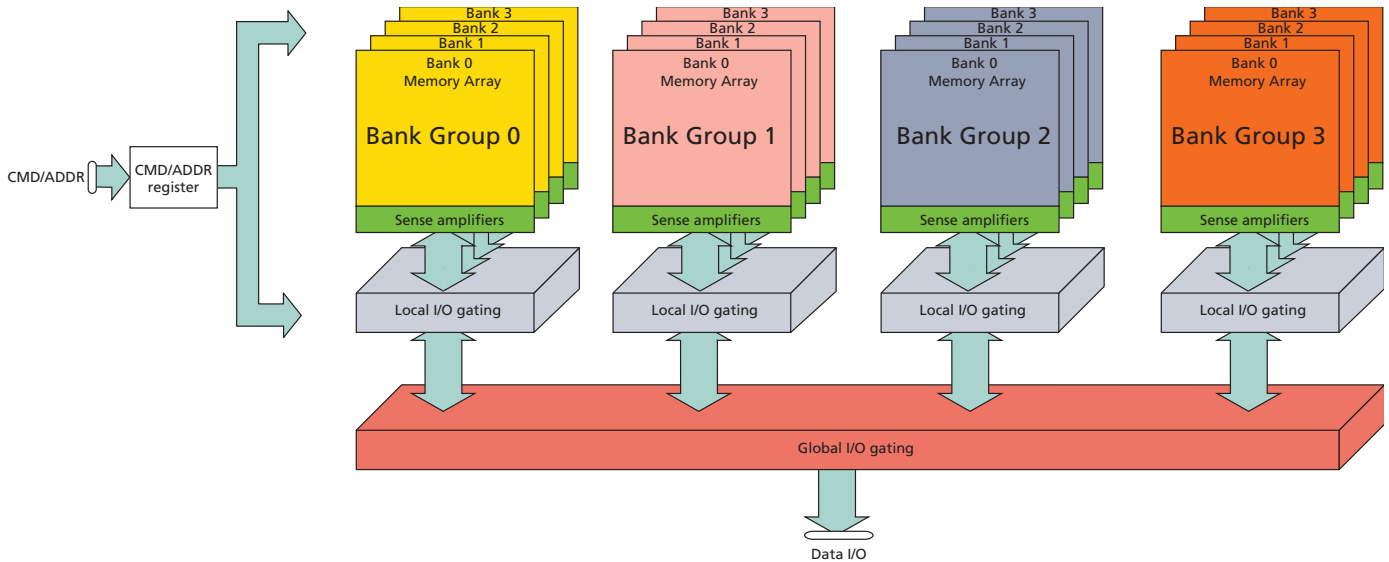 Bank 3
Bank 2
Bank 1
Bank 0
Memory Array
Bank Group 0
Sense amplifiers
Local I/O gating
Bank 3
Bank 2
Bank 1
Bank 0
Memory Array
Bank Group 1
Sense amplifiers
Local I/O gating
Bank 3
Bank 2
Bank 1
Bank 0
Memory Array
Bank Group 2
Sense amplifiers
Local I/O gating
Bank 3
Bank 2
Bank 1
Bank 0
Memory Array
Bank Group 3
Sense amplifiers
Local I/O gating
CMD/ADDR
CMD/ADDR
register
Global I/O gating
Data I/O